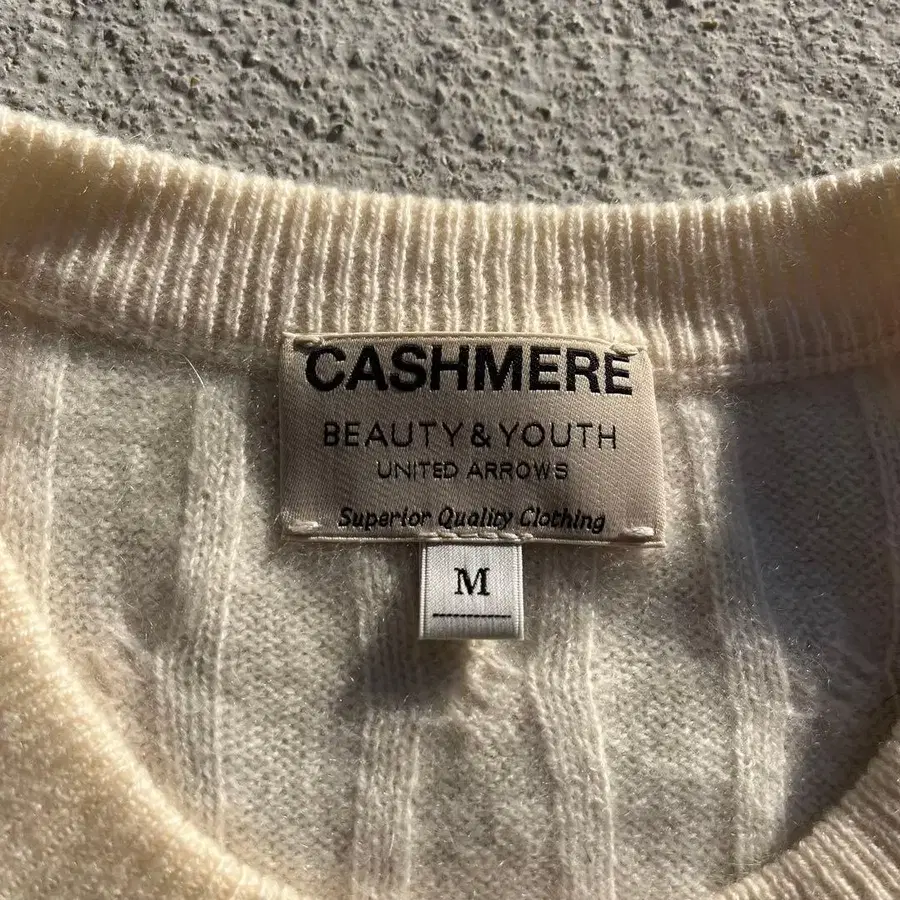 CASHMERE
BEAUTY & YOUTH
UNITED ARROWS
Superior Quality Clothing
M